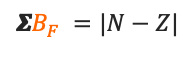 ΣB_F = |N − Z|